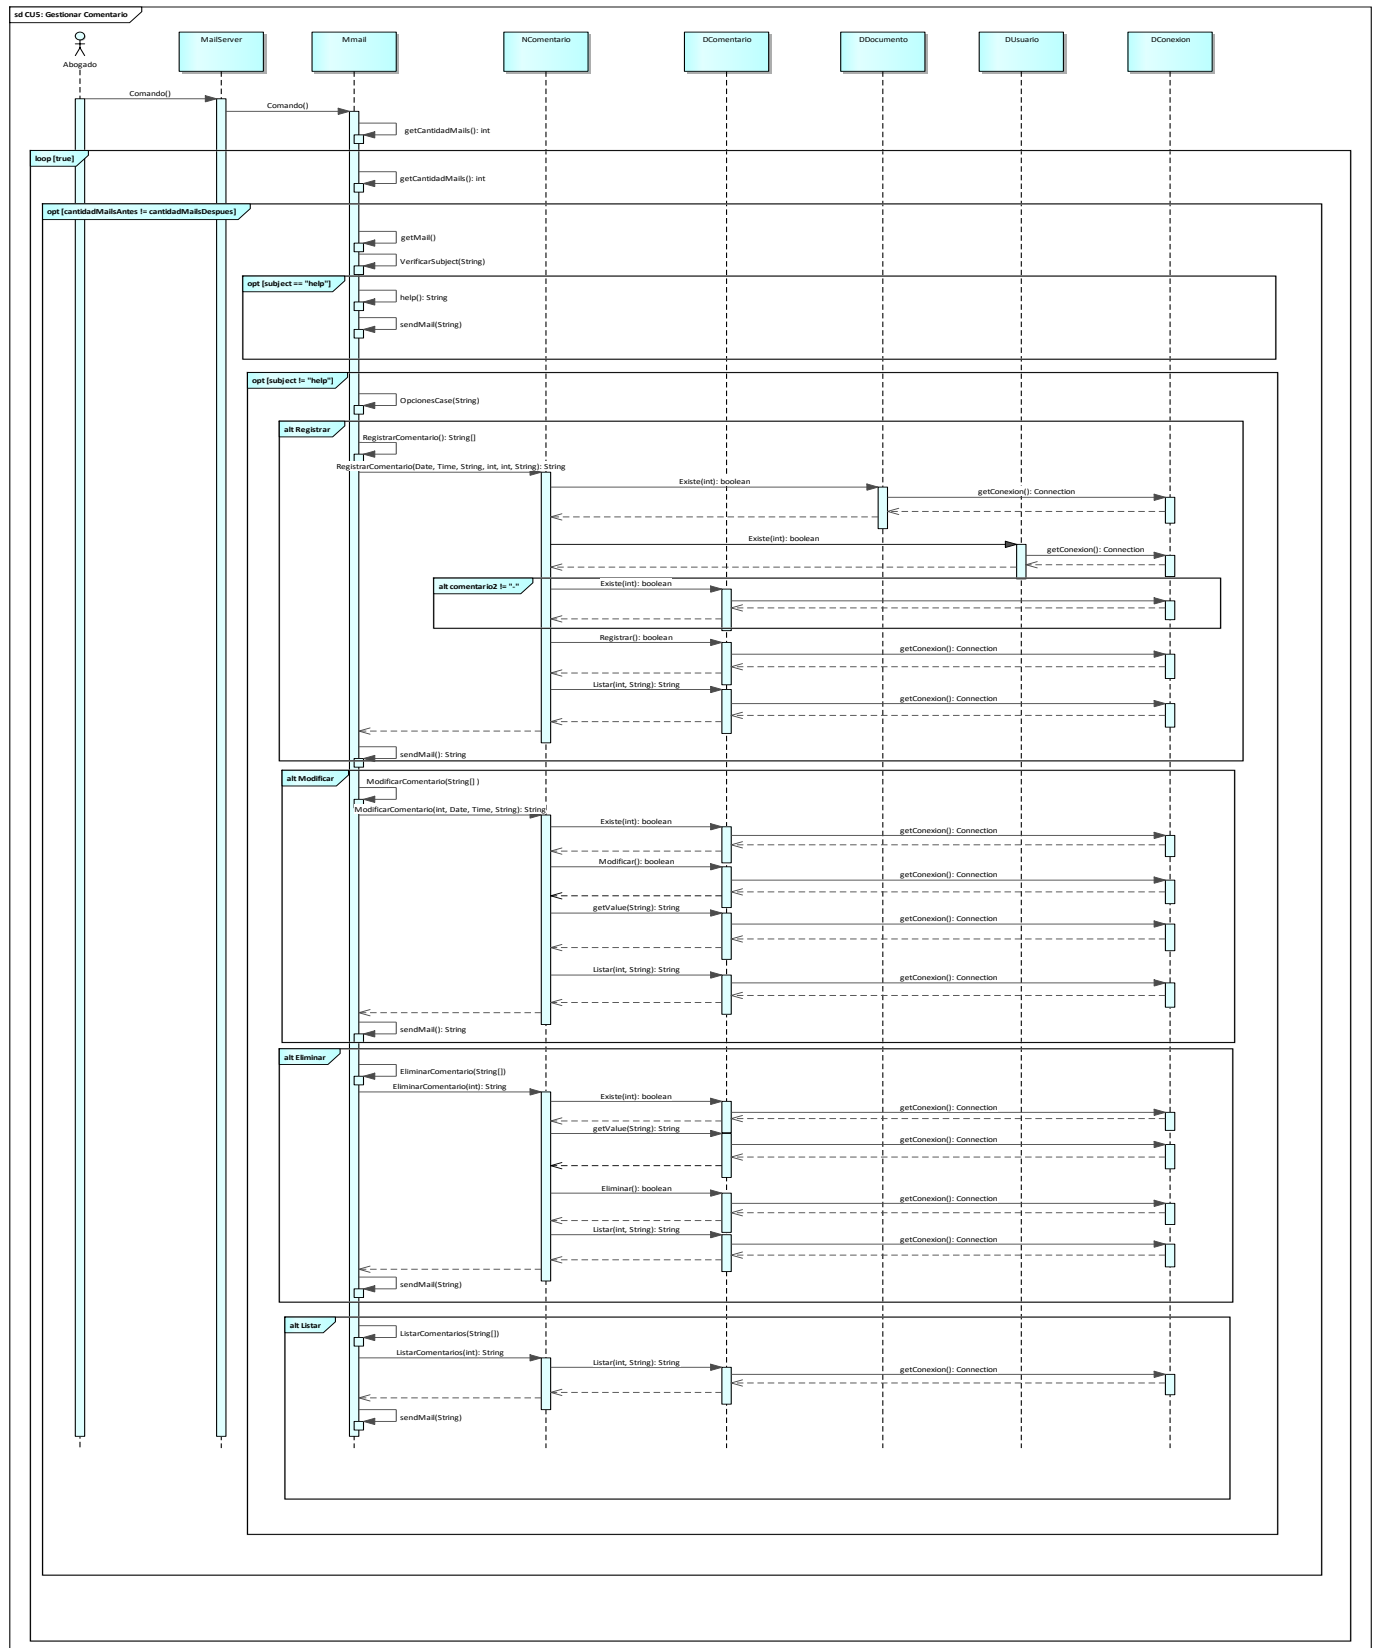 sd CU5: Gestionar Comentario
Abogado
MailServer
Mmail
NComentario
DComentario
DDocumento
DUsuario
DConexion
Comando()
Comando()
getCantidadMails(): int
loop [true]
getCantidadMails(): int
opt [cantidadMailsAntes != cantidadMailsDespues]
getMail()
VerificarSubject(String)
opt [subject == "help"]
help(): String
sendMail(String)
opt [subject != "help"]
OpcionesCase(String)
alt Registrar
RegistrarComentario(): String[]
RegistrarComentario(Date, Time, String, int, int, String): String
Existe(int): boolean
getConexion(): Connection
Existe(int): boolean
getConexion(): Connection
alt comentario2 != "-"
Existe(int): boolean
Registrar(): boolean
getConexion(): Connection
Listar(int, String): String
getConexion(): Connection
sendMail(): String
alt Modificar
ModificarComentario(String[] )
ModificarComentario(int, Date, Time, String): String
Existe(int): boolean
getConexion(): Connection
Modificar(): boolean
getConexion(): Connection
getValue(String): String
getConexion(): Connection
Listar(int, String): String
getConexion(): Connection
sendMail(): String
alt Eliminar
EliminarComentario(String[])
EliminarComentario(int): String
Existe(int): boolean
getConexion(): Connection
getValue(String): String
getConexion(): Connection
Eliminar(): boolean
getConexion(): Connection
Listar(int, String): String
getConexion(): Connection
sendMail(String)
alt Listar
ListarComentarios(String[])
ListarComentarios(int): String
Listar(int, String): String
getConexion(): Connection
sendMail(String)